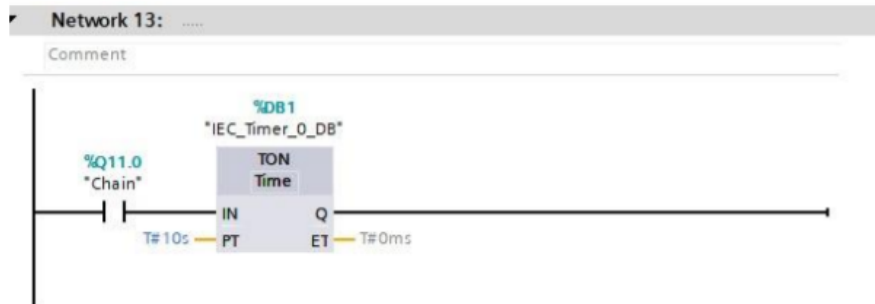 Network 13: .....
Comment
%DB1
"IEC_Timer_0_DB"
%Q11.0
"Chain"
TON
Time
IN
Q
T#10s
PT
ET
T#0ms